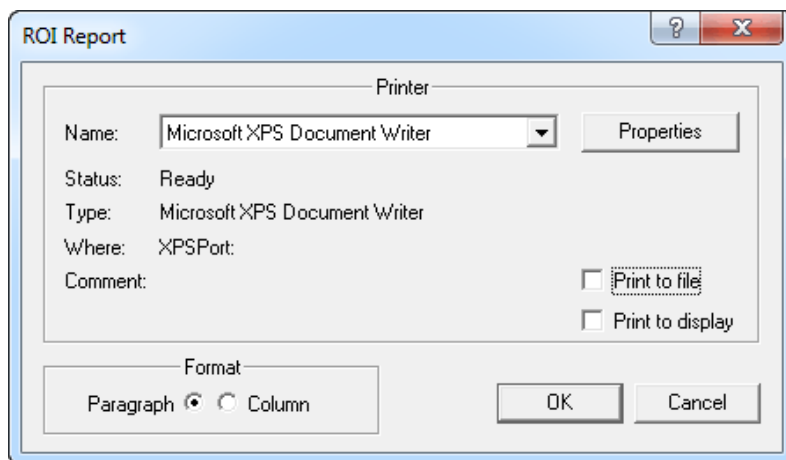 ROI Report
Printer
Name: Microsoft XPS Document Writer Properties
Status: Ready
Type: Microsoft XPS Document Writer
Where: XPSPort:
Comment: Print to file
Print to display
Format
Paragraph Column
OK Cancel